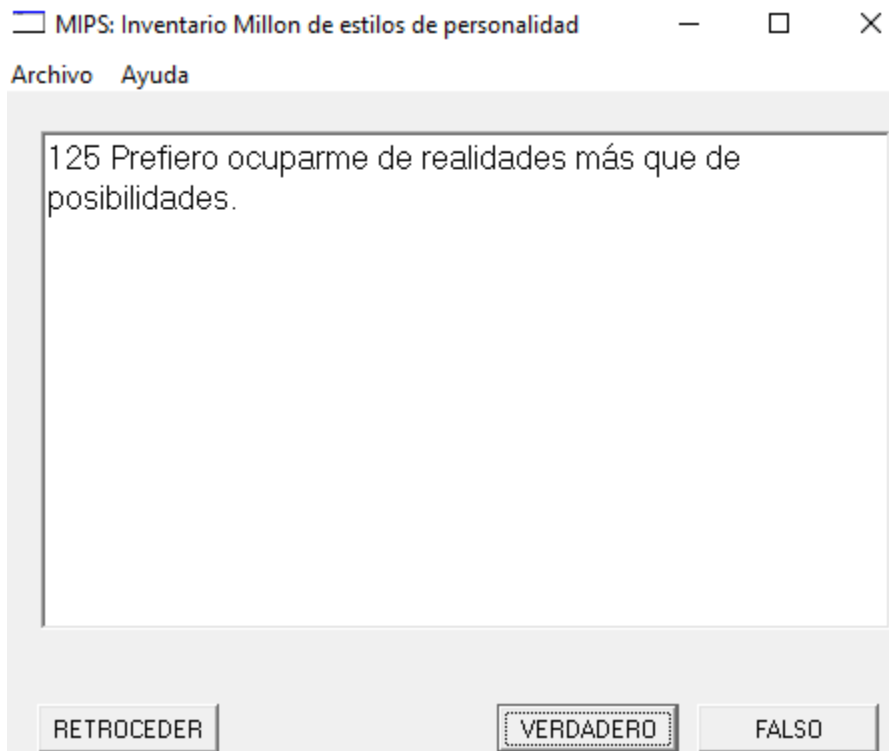 MIPS: Inventario Millon de estilos de personalidad
Archivo Ayuda
125 Prefiero ocuparme de realidades más que de
posibilidades.
RETROCEDER VERDADERO FALSO